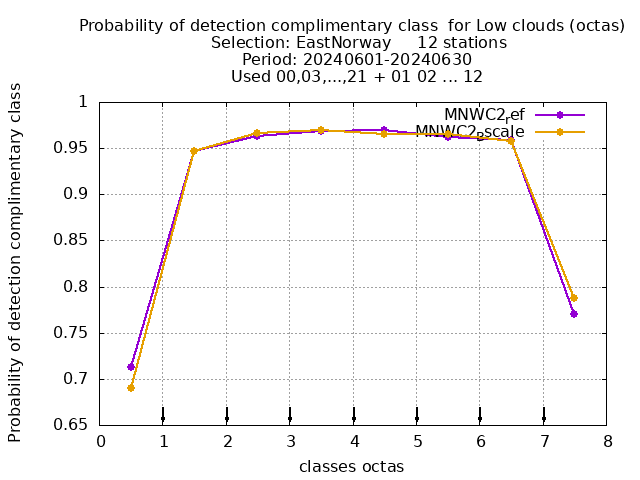 Probability of detection complimentary class  for Low clouds (octas)
Selection: EastNorway     12 stations
Period: 20240601-20240630
Used 00,03,...,21 + 01 02 ... 12
Probability of detection complimentary class
MNWC2_ref
MNWC2_pscale
1
0.95
0.9
0.85
0.8
0.75
0.7
0.65
0 1 2 3 4 5 6 7 8
classes octas